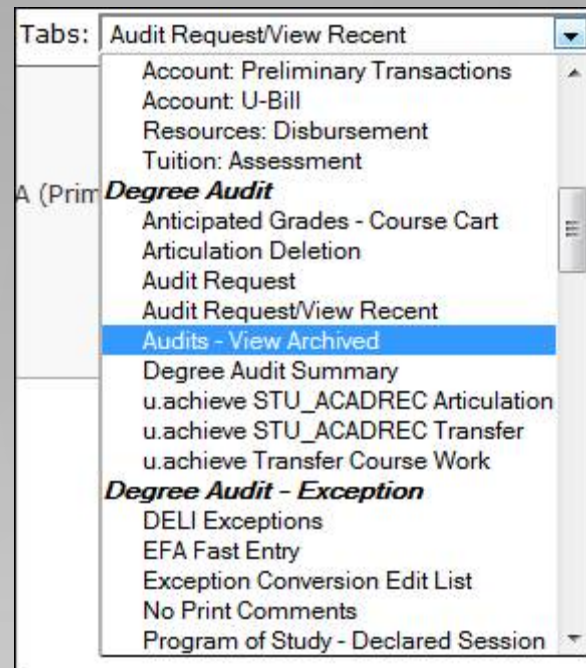 Tabs: Audit Request/View Recent
Account: Preliminary Transactions
Account: U-Bill
Resources: Disbursement
Tuition: Assessment
A (Prim
Degree Audit
Anticipated Grades - Course Cart
Articulation Deletion
Audit Request
Audit Request/View Recent
Audits - View Archived
Degree Audit Summary
u.achieve STU_ACADREC Articulation
u.achieve STU_ACADREC Transfer
u.achieve Transfer Course Work
Degree Audit - Exception
DELI Exceptions
EFA Fast Entry
Exception Conversion Edit List
No Print Comments
Program of Study - Declared Session